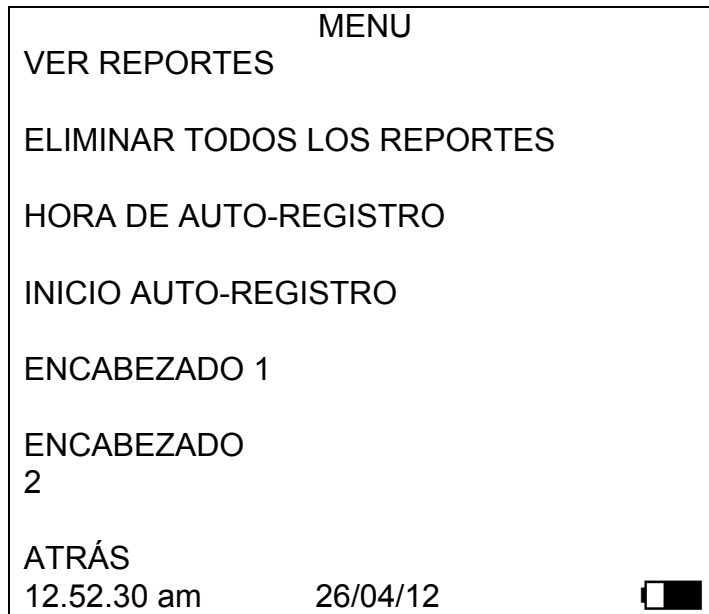 MENU
VER REPORTES
ELIMINAR TODOS LOS REPORTES
HORA DE AUTO-REGISTRO
INICIO AUTO-REGISTRO
ENCABEZADO 1
ENCABEZADO
2
ATRÁS
12.52.30 am 26/04/12